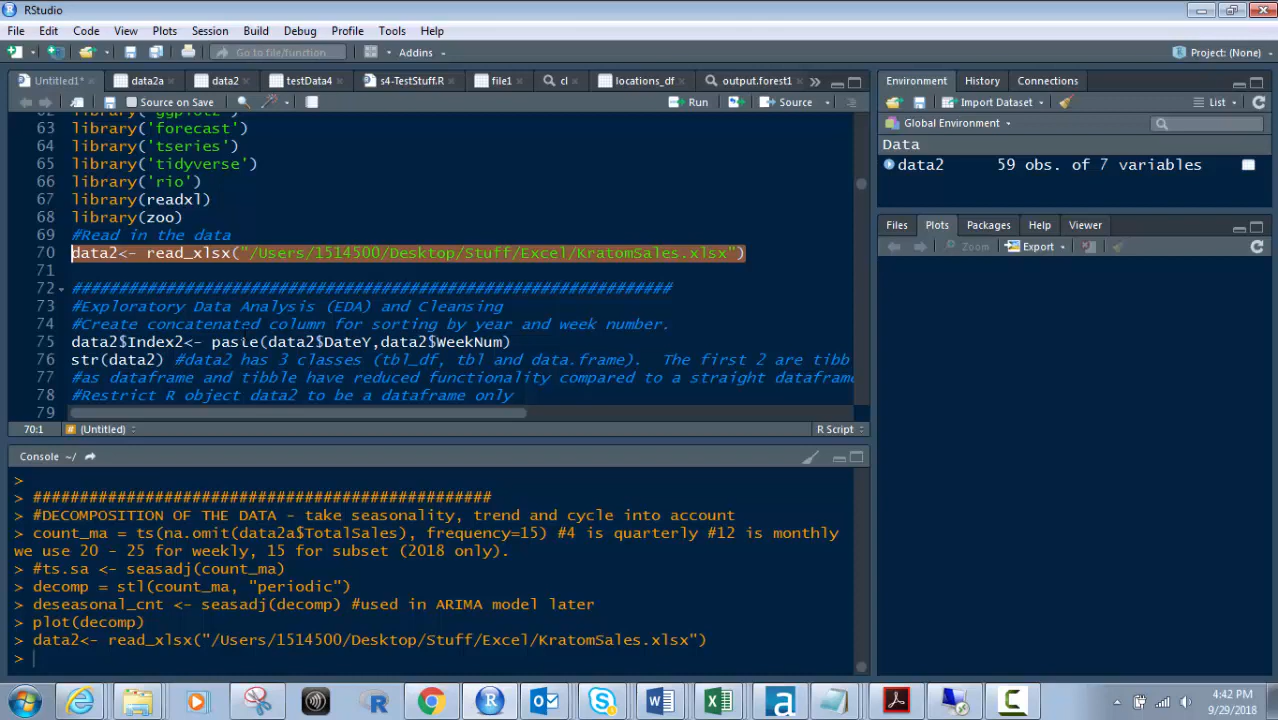 RStudio
File Edit Code View Plots Session Build Debug Profile Tools Help
Go to file/function Addins Project: (None)
Untitled1* data2a data2 testData4 s4-TestStuff.R file1 cl locations_df output.forest1
Source on Save Run Source
63 library('forecast')
64 library('tseries')
65 library('tidyverse')
66 library('rio')
67 library(readxl)
68 library(zoo)
69 #Read in the data
70 data2<- read_xlsx("/Users/1514500/Desktop/Stuff/Excel/KratomSales.xlsx")
71
72 ################################################################
73 #Exploratory Data Analysis (EDA) and Cleansing
74 #Create concatenated column for sorting by year and week number.
75 data2$Index2<- paste(data2$DateY,data2$WeekNum)
76 str(data2) #data2 has 3 classes (tbl_df, tbl and data.frame). The first 2 are tibb
77 #as dataframe and tibble have reduced functionality compared to a straight dataframe
78 #Restrict R object data2 to be a dataframe only
79
70:1 # (Untitled) R Script
Console ~/
>
> #################################################
> #DECOMPOSITION OF THE DATA - take seasonality, trend and cycle into account
> count_ma = ts(na.omit(data2a$TotalSales), frequency=15) #4 is quarterly #12 is monthly
we use 20 - 25 for weekly, 15 for subset (2018 only).
> #ts.sa <- seasadj(count_ma)
> decomp = stl(count_ma, "periodic")
> deseasonal_cnt <- seasadj(decomp) #used in ARIMA model later
> plot(decomp)
> data2<- read_xlsx("/Users/1514500/Desktop/Stuff/Excel/KratomSales.xlsx")
>
Environment History Connections
Import Dataset List
Global Environment
Data
data2 59 obs. of 7 variables
Files Plots Packages Help Viewer
Zoom Export
4:42 PM
9/29/2018